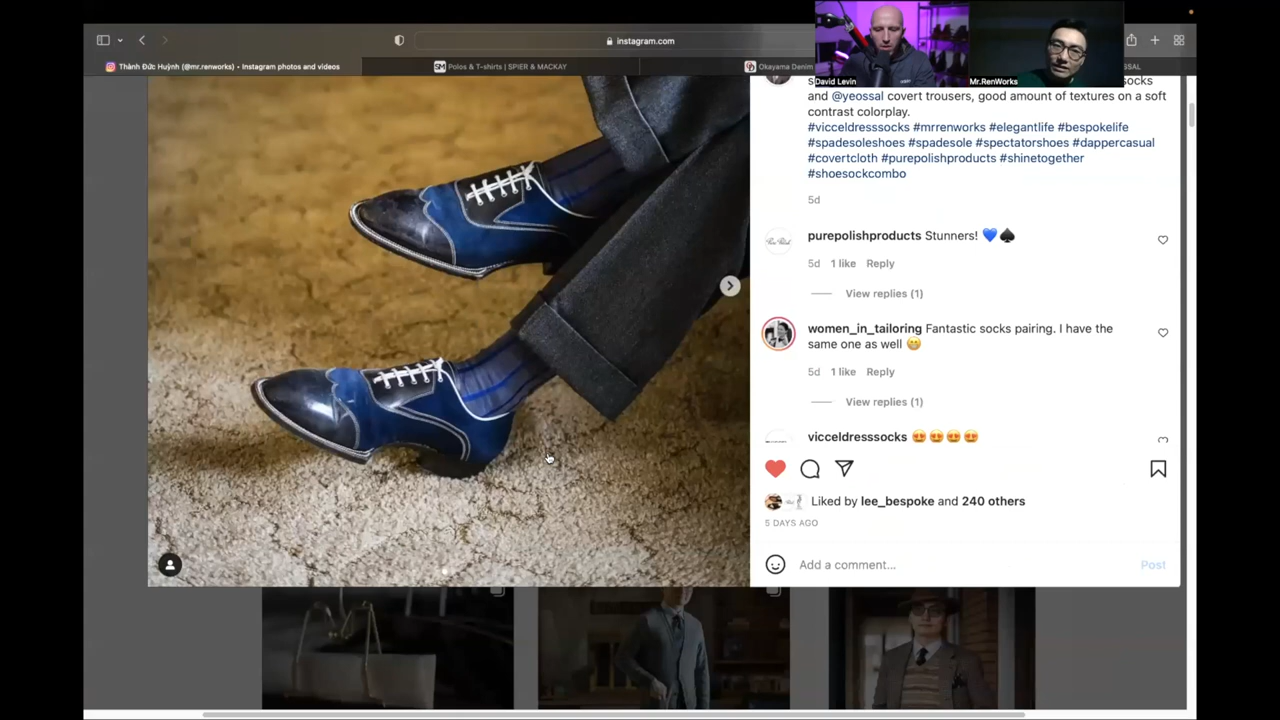 instagram.com
Thành Đức Huỳnh (@mr.renworks) • Instagram photos and videos
SM Polos & T-shirts | SPIER & MACKAY
Okayama Denim
David Levin
Mr.RenWorks
and @yeossal covert trousers, good amount of textures on a soft
contrast colorplay.
#vicceldresssocks #mrrenworks #elegantlife #bespokelife
#spadesoleshoes #spadesole #spectatorshoes #dappercasual
#covertcloth #purepolishproducts #shinetogether
#shoesockcombo
5d
purepolishproducts Stunners! 💙♠
5d 1 like Reply
View replies (1)
women_in_tailoring Fantastic socks pairing. I have the
same one as well 😁
5d 1 like Reply
View replies (1)
vicceldresssocks 😍😍😍😍
Liked by lee_bespoke and 240 others
5 DAYS AGO
Add a comment...
Post